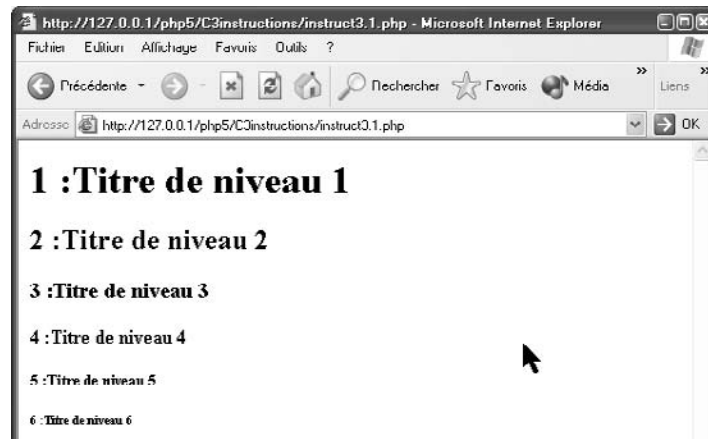 http://127.0.0.1/php5/C3instructions/instruct3.1.php - Microsoft Internet Explorer
Fichier Edition Affichage Favoris Outils ?
Précédente Rechercher Favoris Média » Liens »
Adresse http://127.0.0.1/php5/C3instructions/instruct3.1.php OK
1 :Titre de niveau 1
2 :Titre de niveau 2
3 :Titre de niveau 3
4 :Titre de niveau 4
5 :Titre de niveau 5
6 :Titre de niveau 6